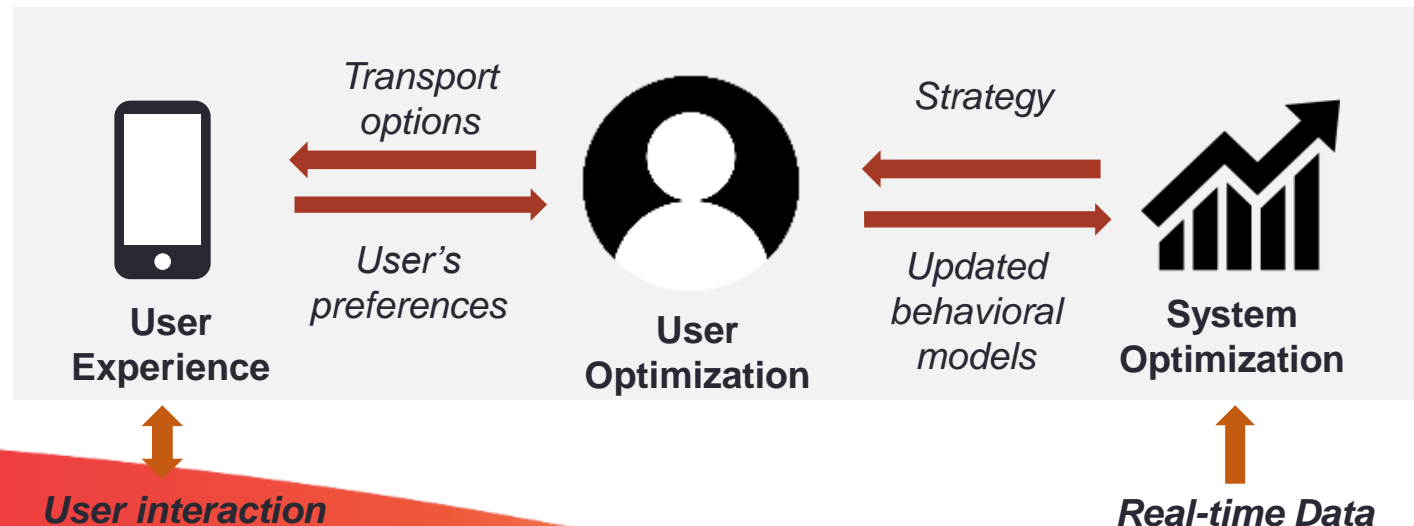 Transport
options
User's
preferences
User
Experience
User
Optimization
Strategy
Updated
behavioral
models
System
Optimization
User interaction
Real-time Data